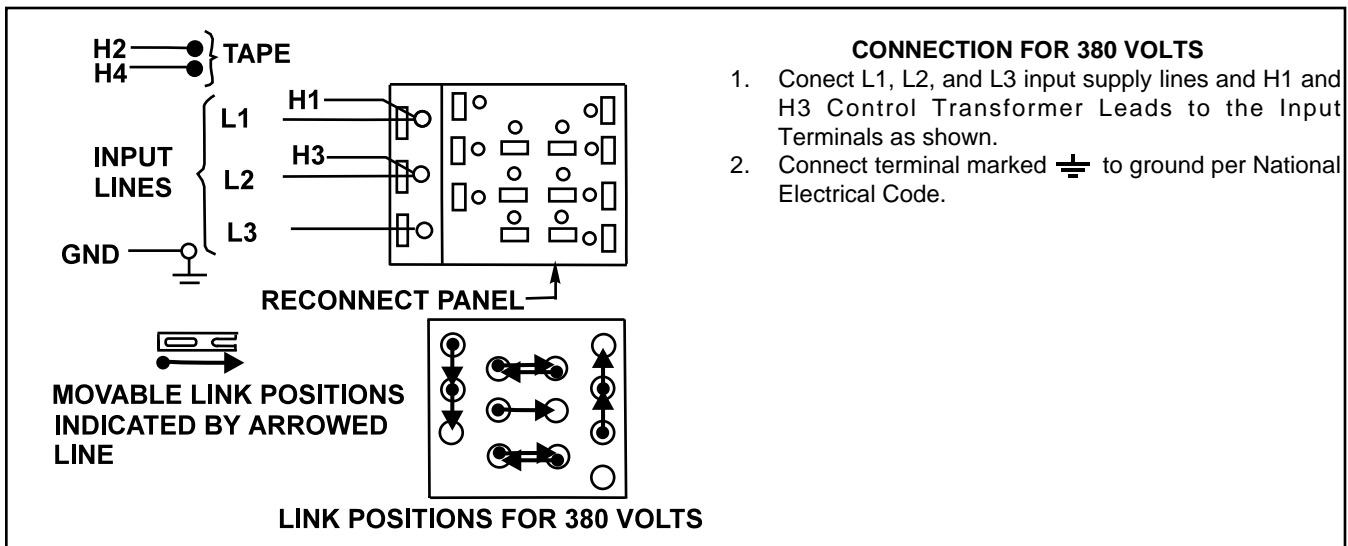 H2
H4
TAPE
INPUT
LINES
L1
H1
L2
H3
L3
GND
RECONNECT PANEL
MOVABLE LINK POSITIONS
INDICATED BY ARROWED
LINE
LINK POSITIONS FOR 380 VOLTS
CONNECTION FOR 380 VOLTS
1. Conect L1, L2, and L3 input supply lines and H1 and
H3 Control Transformer Leads to the Input
Terminals as shown.
2. Connect terminal marked ⏚ to ground per National
Electrical Code.